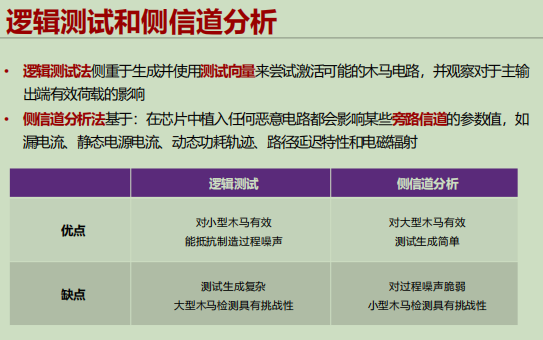 逻辑测试和侧信道分析
• 逻辑测试法侧重于生成并使用测试向量来尝试激活可能的木马电路，并观察对于主输
出端有效荷载的影响
• 侧信道分析法基于：在芯片中植入任何恶意电路都会影响某些旁路信道的参数值，如
漏电流、静态电源电流、动态功耗轨迹、路径延迟特性和电磁辐射
逻辑测试 侧信道分析
优点
对小型木马有效
能抵抗制造过程噪声
对大型木马有效
测试生成简单
缺点
测试生成复杂
大型木马检测具有挑战性
对过程噪声脆弱
小型木马检测具有挑战性